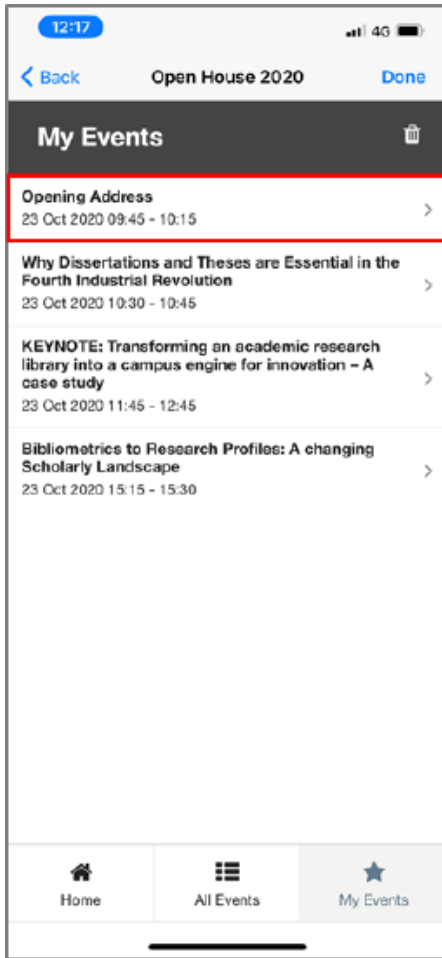 12:17
4G
Back
Open House 2020
Done
My Events
Opening Address
23 Oct 2020 09:45 - 10:15
Why Dissertations and Theses are Essential in the
Fourth Industrial Revolution
23 Oct 2020 10:30 - 10:45
KEYNOTE: Transforming an academic research
library into a campus engine for innovation – A
case study
23 Oct 2020 11:45 - 12:45
Bibliometrics to Research Profiles: A changing
Scholarly Landscape
23 Oct 2020 15:15 - 15:30
Home
All Events
My Events